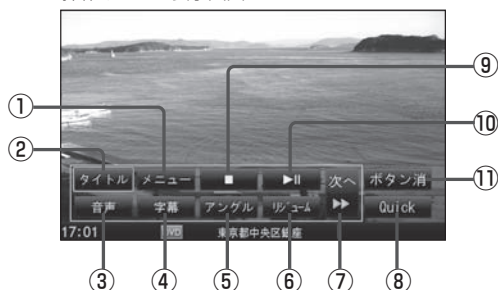 ⑨
①
⑩
②
タイトル メニュー ■ ▶II 次へ ボタン消 ⑪
音声 字幕 アングル リジューム ▶▶ Quick
17:01 DVD 東京都中央区銀座
③ ④ ⑤ ⑥ ⑦ ⑧